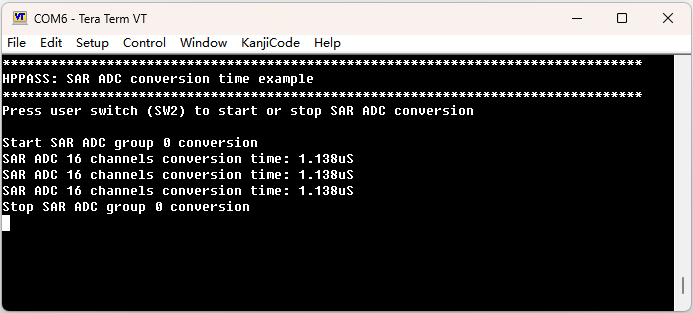 COM6 - Tera Term VT
File Edit Setup Control Window KanjiCode Help
********************************************************************************
HPPASS: SAR ADC conversion time example
********************************************************************************
Press user switch (SW2) to start or stop SAR ADC conversion
Start SAR ADC group 0 conversion
SAR ADC 16 channels conversion time: 1.138uS
SAR ADC 16 channels conversion time: 1.138uS
SAR ADC 16 channels conversion time: 1.138uS
Stop SAR ADC group 0 conversion